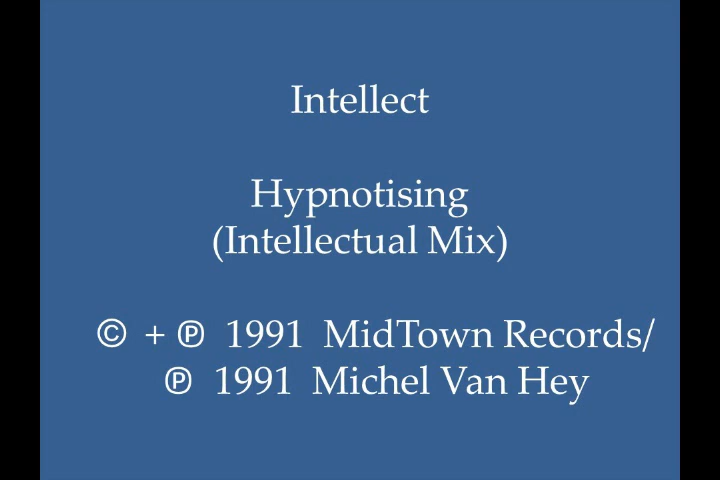 Intellect
Hypnotising
(Intellectual Mix)
© + ℗ 1991 MidTown Records/
℗ 1991 Michel Van Hey